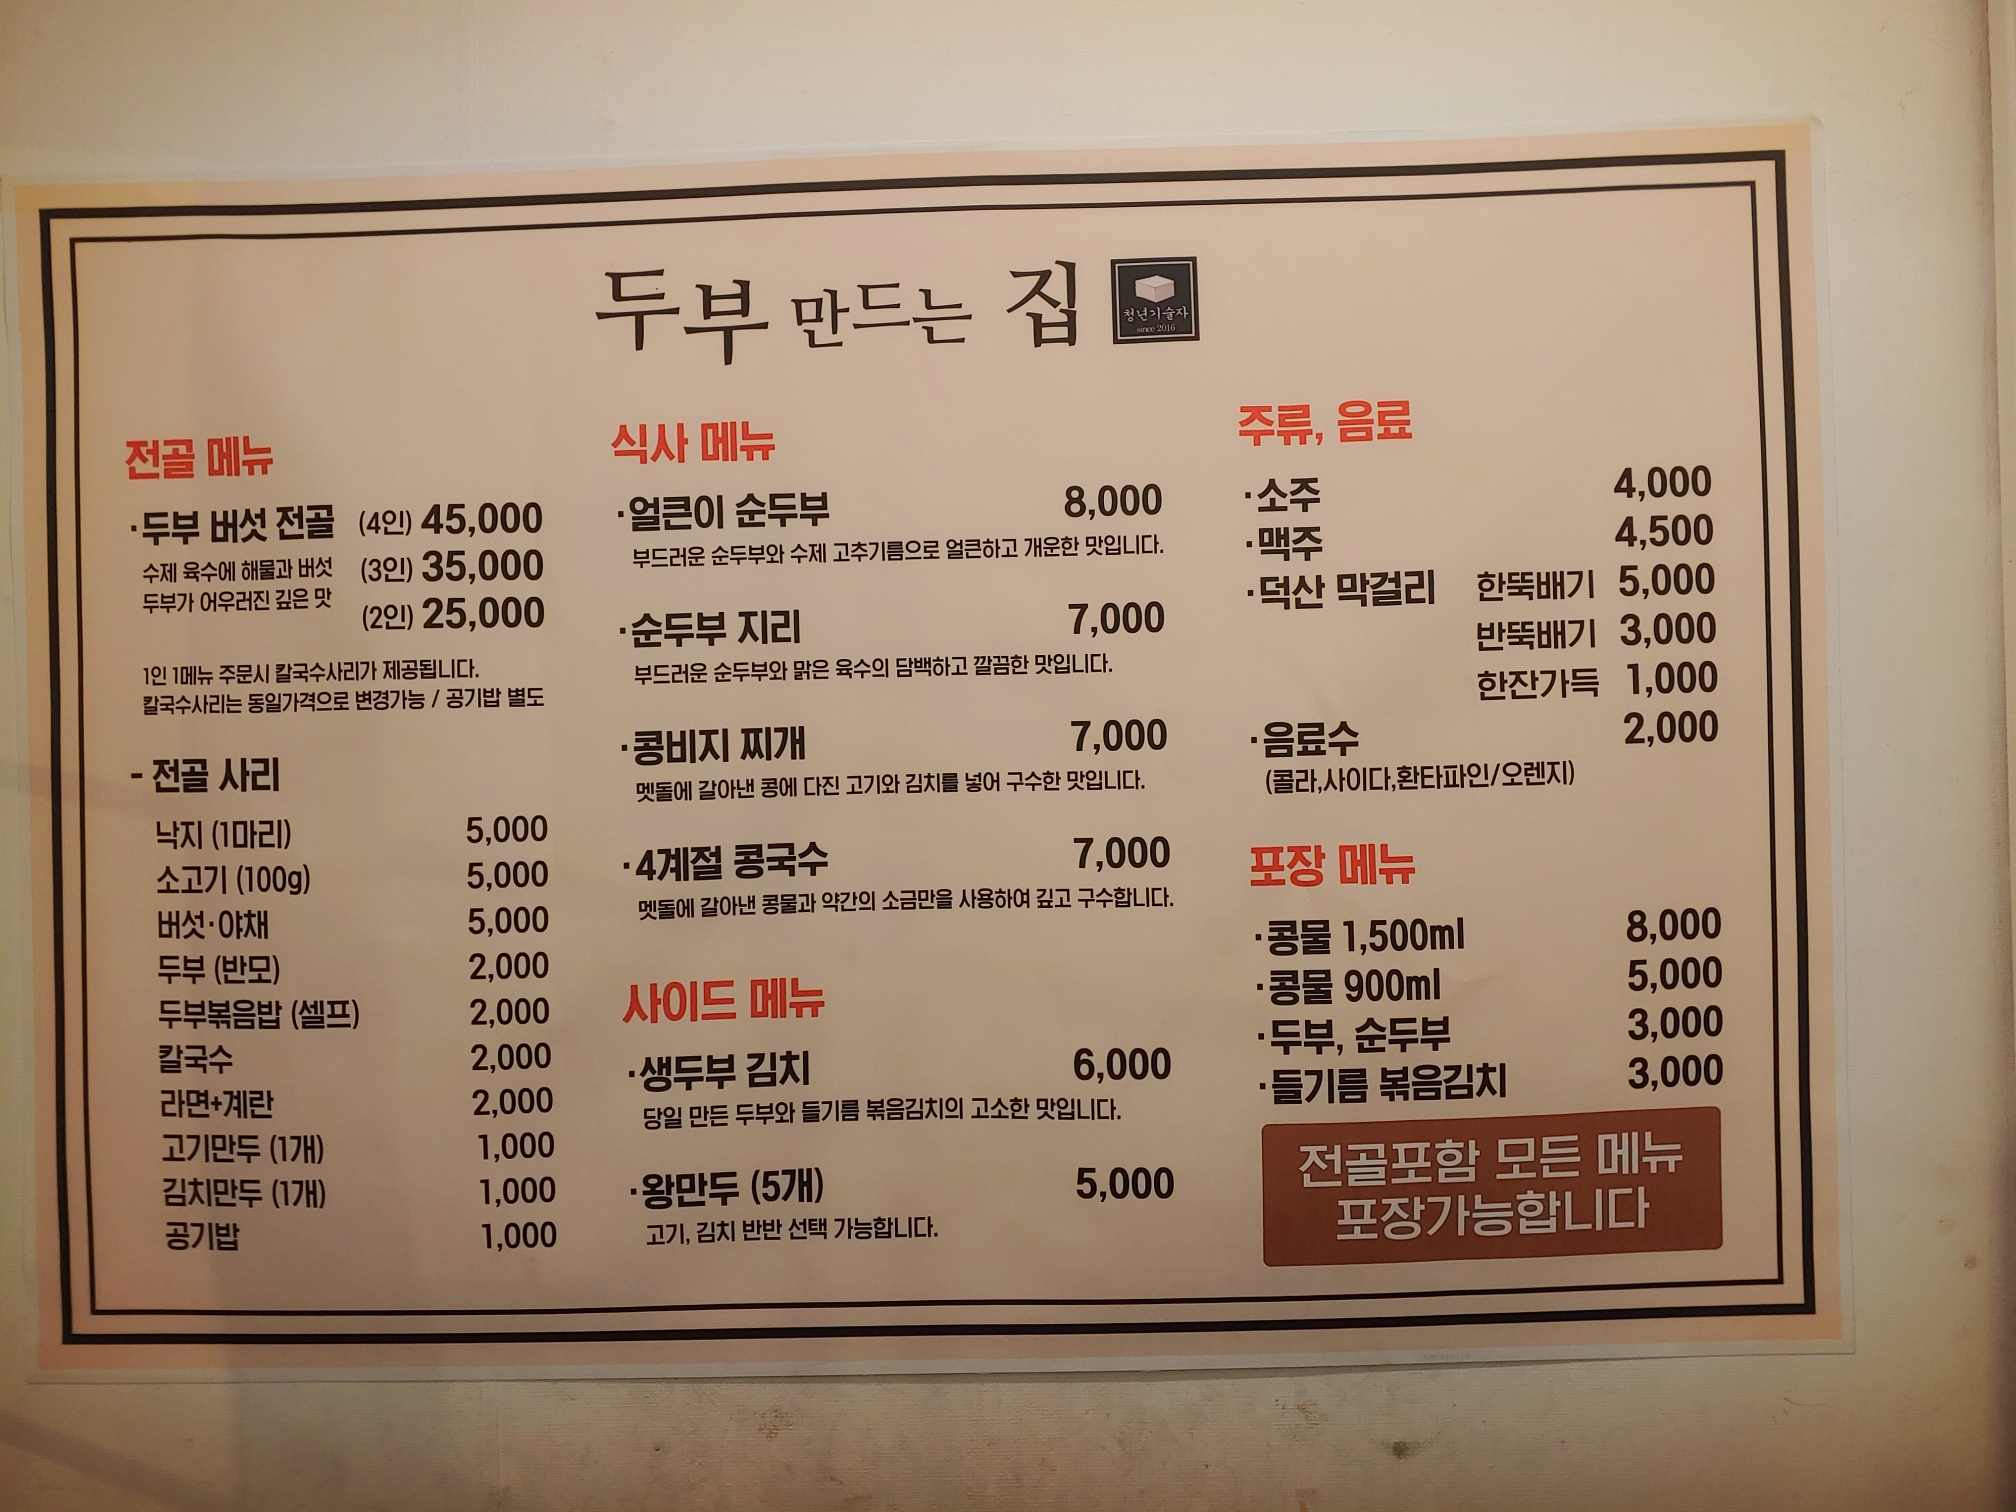 두부 만드는 집
청년기술자
since 2016
전골 메뉴
·두부 버섯 전골 (4인) 45,000
수제 육수에 해물과 버섯 (3인) 35,000
두부가 어우러진 깊은 맛
(2인) 25,000
1인 1메뉴 주문시 칼국수사리가 제공됩니다.
칼국수사리는 동일가격으로 변경가능 / 공기밥 별도
- 전골 사리
낙지 (1마리) 5,000
소고기 (100g) 5,000
버섯·야채 5,000
두부 (반모) 2,000
두부볶음밥 (셀프) 2,000
칼국수 2,000
라면+계란 2,000
고기만두 (1개) 1,000
김치만두 (1개) 1,000
공기밥 1,000
식사 메뉴
·얼큰이 순두부 8,000
부드러운 순두부와 수제 고추기름으로 얼큰하고 개운한 맛입니다.
·순두부 지리 7,000
부드러운 순두부와 맑은 육수의 담백하고 깔끔한 맛입니다.
·콩비지 찌개 7,000
멧돌에 갈아낸 콩에 다진 고기와 김치를 넣어 구수한 맛입니다.
·4계절 콩국수 7,000
멧돌에 갈아낸 콩물과 약간의 소금만을 사용하여 깊고 구수합니다.
사이드 메뉴
·생두부 김치 6,000
당일 만든 두부와 들기름 볶음김치의 고소한 맛입니다.
·왕만두 (5개) 5,000
고기, 김치 반반 선택 가능합니다.
주류, 음료
·소주 4,000
·맥주 4,500
·덕산 막걸리 한뚝배기 5,000
반뚝배기 3,000
한잔가득 1,000
·음료수 2,000
(콜라,사이다,환타파인/오렌지)
포장 메뉴
·콩물 1,500ml 8,000
·콩물 900ml 5,000
·두부, 순두부 3,000
·들기름 볶음김치 3,000
전골포함 모든 메뉴
포장가능합니다